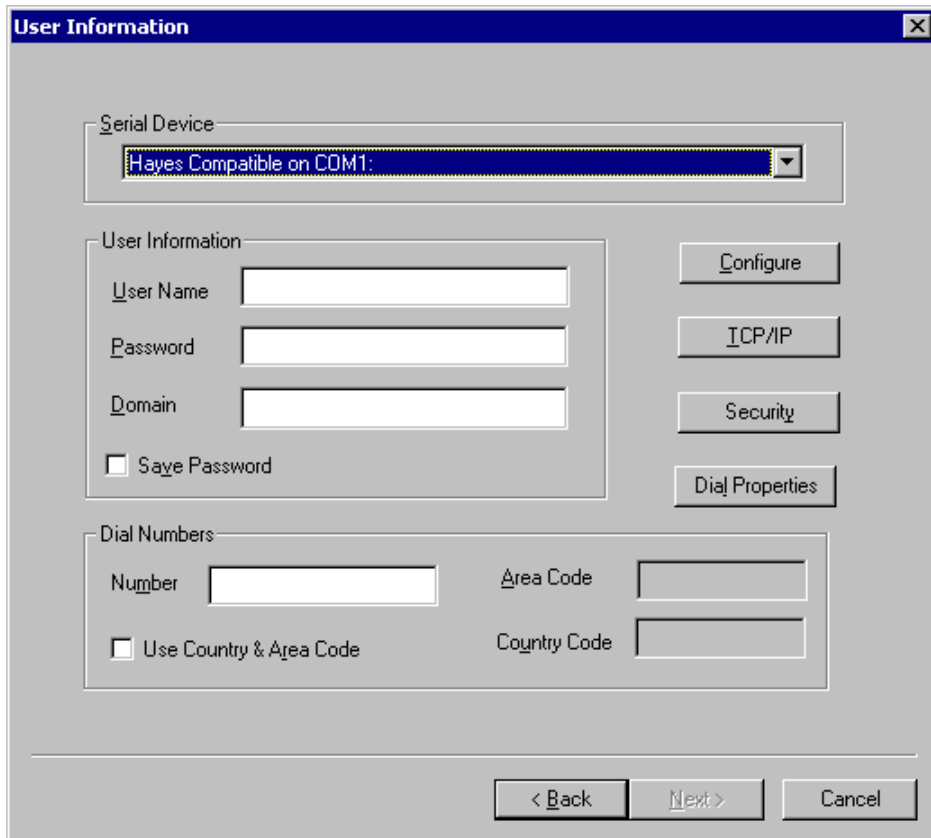 User Information
Serial Device
Hayes Compatible on COM1:
User Information
User Name
Password
Domain
Save Password
Configure
TCP/IP
Security
Dial Properties
Dial Numbers
Number
Area Code
Use Country & Area Code
Country Code
< Back
Next >
Cancel